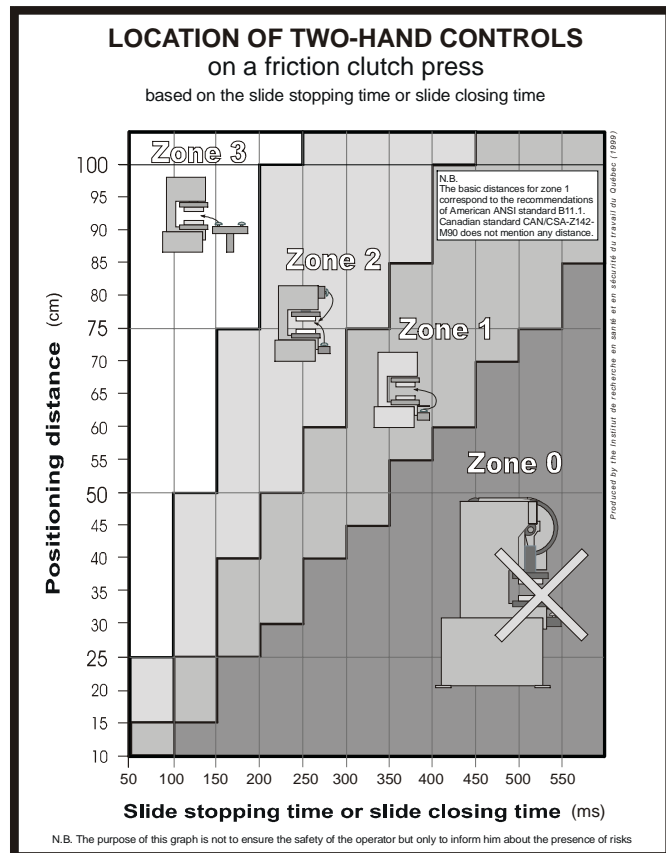 LOCATION OF TWO-HAND CONTROLS
on a friction clutch press
based on the slide stopping time or slide closing time
Zone 3
N.B.
The basic distances for zone 1
correspond to the recommendations
of American ANSI standard B11.1.
Canadian standard CAN/CSA-Z142-
M90 does not mention any distance.
Zone 2
Zone 1
Zone 0
Positioning distance (cm)
100
95
90
85
80
75
70
65
60
55
50
45
40
35
30
25
20
15
10
50 100 150 200 250 300 350 400 450 500 550
Slide stopping time or slide closing time (ms)
Produced by the Institut de recherche en santé et en sécurité du travail du Québec (1999)
N.B. The purpose of this graph is not to ensure the safety of the operator but only to inform him about the presence of risks